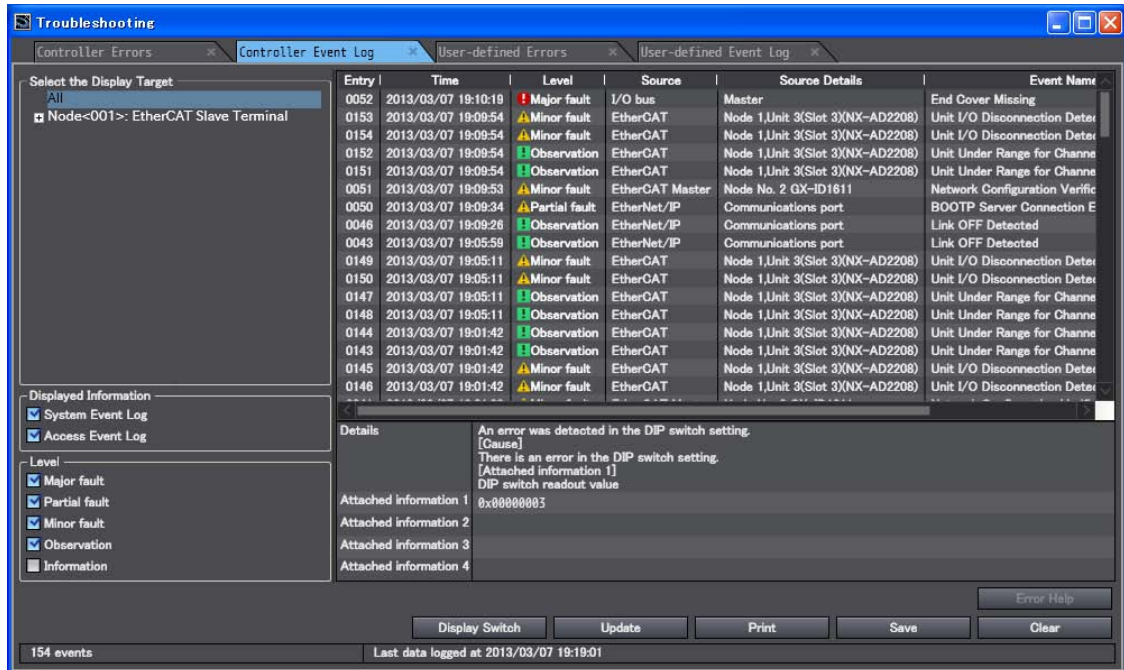 Troubleshooting
Controller Errors
Controller Event Log
User-defined Errors
User-defined Event Log
Select the Display Target
All
Node<001>: EtherCAT Slave Terminal
Displayed Information
System Event Log
Access Event Log
Level
Major fault
Partial fault
Minor fault
Observation
Information
Entry Time Level Source Source Details Event Name
0052 2013/03/07 19:10:19 Major fault I/O bus Master End Cover Missing
0153 2013/03/07 19:09:54 Minor fault EtherCAT Node 1,Unit 3(Slot 3)(NX-AD2208) Unit I/O Disconnection Detec
0154 2013/03/07 19:09:54 Minor fault EtherCAT Node 1,Unit 3(Slot 3)(NX-AD2208) Unit I/O Disconnection Detec
0152 2013/03/07 19:09:54 Observation EtherCAT Node 1,Unit 3(Slot 3)(NX-AD2208) Unit Under Range for Channe
0151 2013/03/07 19:09:54 Observation EtherCAT Node 1,Unit 3(Slot 3)(NX-AD2208) Unit Under Range for Channe
0051 2013/03/07 19:09:53 Minor fault EtherCAT Master Node No. 2 GX-ID1611 Network Configuration Verific
0050 2013/03/07 19:09:34 Partial fault EtherNet/IP Communications port BOOTP Server Connection E
0046 2013/03/07 19:09:26 Observation EtherNet/IP Communications port Link OFF Detected
0043 2013/03/07 19:05:59 Observation EtherNet/IP Communications port Link OFF Detected
0149 2013/03/07 19:05:11 Minor fault EtherCAT Node 1,Unit 3(Slot 3)(NX-AD2208) Unit I/O Disconnection Detec
0150 2013/03/07 19:05:11 Minor fault EtherCAT Node 1,Unit 3(Slot 3)(NX-AD2208) Unit I/O Disconnection Detec
0147 2013/03/07 19:05:11 Observation EtherCAT Node 1,Unit 3(Slot 3)(NX-AD2208) Unit Under Range for Channe
0148 2013/03/07 19:05:11 Observation EtherCAT Node 1,Unit 3(Slot 3)(NX-AD2208) Unit Under Range for Channe
0144 2013/03/07 19:01:42 Observation EtherCAT Node 1,Unit 3(Slot 3)(NX-AD2208) Unit Under Range for Channe
0143 2013/03/07 19:01:42 Observation EtherCAT Node 1,Unit 3(Slot 3)(NX-AD2208) Unit Under Range for Channe
0145 2013/03/07 19:01:42 Minor fault EtherCAT Node 1,Unit 3(Slot 3)(NX-AD2208) Unit I/O Disconnection Detec
0146 2013/03/07 19:01:42 Minor fault EtherCAT Node 1,Unit 3(Slot 3)(NX-AD2208) Unit I/O Disconnection Detec
Details
An error was detected in the DIP switch setting.
[Cause]
There is an error in the DIP switch setting.
[Attached information 1]
DIP switch readout value
Attached information 1 0x00000003
Attached information 2
Attached information 3
Attached information 4
Error Help
Display Switch
Update
Print
Save
Clear
154 events
Last data logged at 2013/03/07 19:19:01